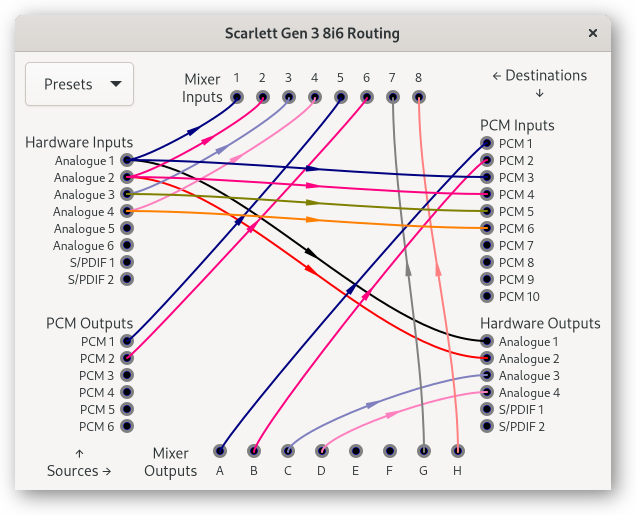 Scarlett Gen 3 8i6 Routing
×
Presets
Mixer
Inputs
1 2 3 4 5 6 7 8
← Destinations
↓
Hardware Inputs
Analogue 1
Analogue 2
Analogue 3
Analogue 4
Analogue 5
Analogue 6
S/PDIF 1
S/PDIF 2
PCM Inputs
PCM 1
PCM 2
PCM 3
PCM 4
PCM 5
PCM 6
PCM 7
PCM 8
PCM 9
PCM 10
PCM Outputs
PCM 1
PCM 2
PCM 3
PCM 4
PCM 5
PCM 6
Hardware Outputs
Analogue 1
Analogue 2
Analogue 3
Analogue 4
S/PDIF 1
S/PDIF 2
↑
Sources →
Mixer
Outputs
A B C D E F G H